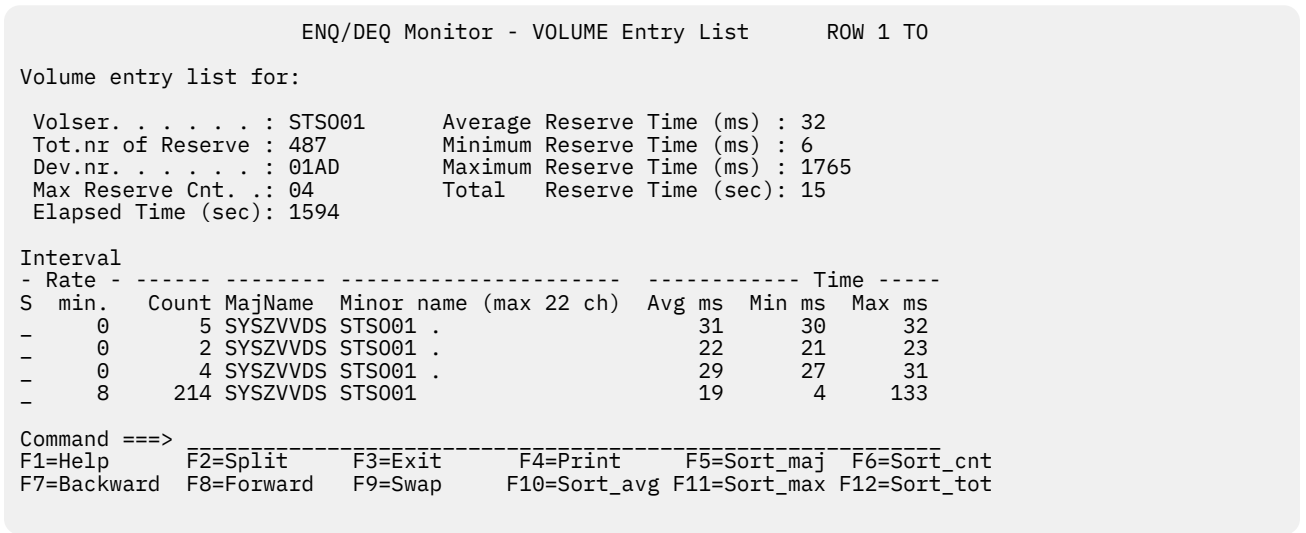 ENQ/DEQ Monitor - VOLUME Entry List      ROW 1 TO
Volume entry list for:
Volser. . . . . . : STSO01      Average Reserve Time (ms) : 32
Tot.nr of Reserve : 487         Minimum Reserve Time (ms) : 6
Dev.nr. . . . . . : 01AD        Maximum Reserve Time (ms) : 1765
Max Reserve Cnt. .: 04          Total   Reserve Time (sec): 15
Elapsed Time (sec): 1594
Interval
- Rate - ------ -------- ----------------------  ------------ Time -----
S  min.   Count MajName  Minor name (max 22 ch)  Avg ms  Min ms  Max ms
_     0       5 SYSZVVDS STSO01 .                    31      30      32
_     0       2 SYSZVVDS STSO01 .                    22      21      23
_     0       4 SYSZVVDS STSO01 .                    29      27      31
_     8     214 SYSZVVDS STSO01                      19       4     133
Command ===> ___________________________________________________________
F1=Help      F2=Split     F3=Exit      F4=Print     F5=Sort_maj  F6=Sort_cnt
F7=Backward  F8=Forward   F9=Swap     F10=Sort_avg F11=Sort_max F12=Sort_tot